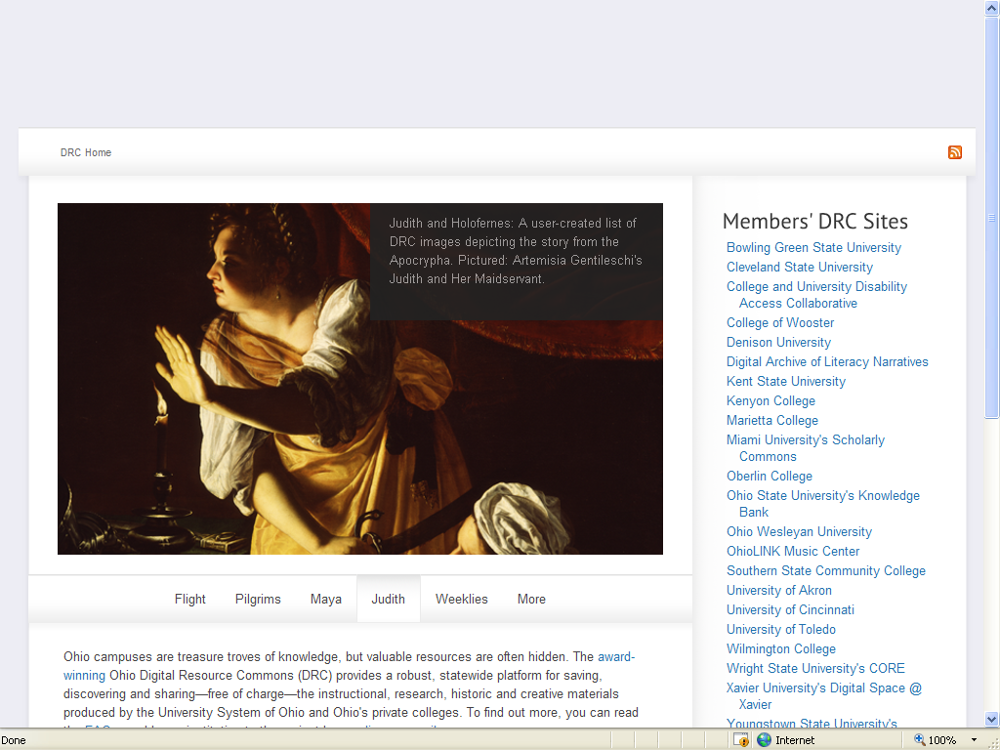 DRC Home
Judith and Holofernes: A user-created list of
DRC images depicting the story from the
Apocrypha. Pictured: Artemisia Gentileschi's
Judith and Her Maidservant.
Flight
Pilgrims
Maya
Judith
Weeklies
More
Ohio campuses are treasure troves of knowledge, but valuable resources are often hidden. The award-
winning Ohio Digital Resource Commons (DRC) provides a robust, statewide platform for saving,
discovering and sharing—free of charge—the instructional, research, historic and creative materials
produced by the University System of Ohio and Ohio's private colleges. To find out more, you can read
Members' DRC Sites
Bowling Green State University
Cleveland State University
College and University Disability
Access Collaborative
College of Wooster
Denison University
Digital Archive of Literacy Narratives
Kent State University
Kenyon College
Marietta College
Miami University's Scholarly
Commons
Oberlin College
Ohio State University's Knowledge
Bank
Ohio Wesleyan University
OhioLINK Music Center
Southern State Community College
University of Akron
University of Cincinnati
University of Toledo
Wilmington College
Wright State University's CORE
Xavier University's Digital Space @
Xavier
Youngstown State University's
Done
Internet
100%